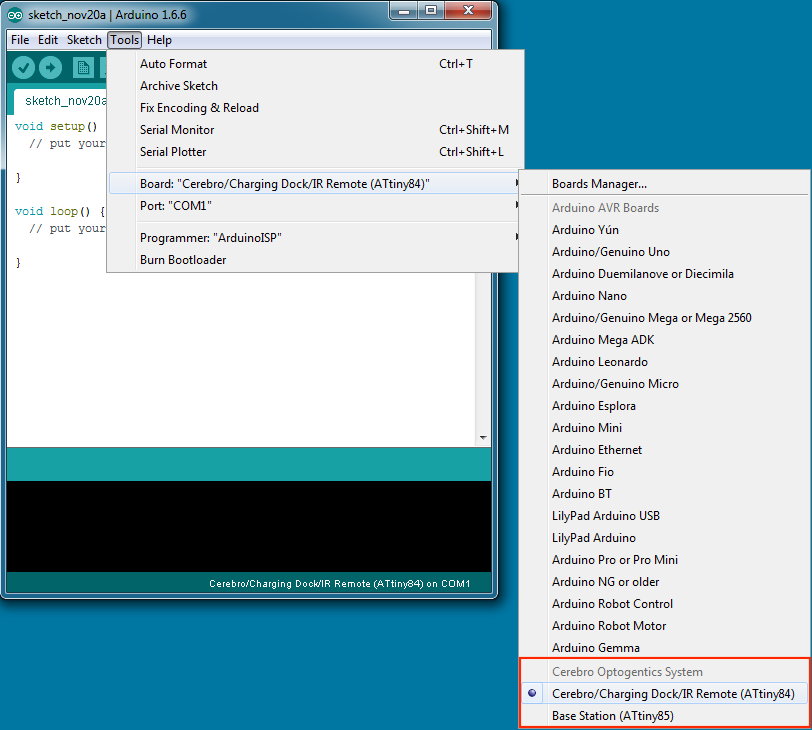 sketch_nov20a | Arduino 1.6.6
File Edit Sketch Tools Help
sketch_nov20a
void setup()
// put your
}
void loop() {
// put your
}
Auto Format Ctrl+T
Archive Sketch
Fix Encoding & Reload
Serial Monitor Ctrl+Shift+M
Serial Plotter Ctrl+Shift+L
Board: "Cerebro/Charging Dock/IR Remote (ATtiny84)"
Port: "COM1"
Programmer: "ArduinoISP"
Burn Bootloader
Boards Manager...
Arduino AVR Boards
Arduino Yún
Arduino/Genuino Uno
Arduino Duemilanove or Diecimila
Arduino Nano
Arduino/Genuino Mega or Mega 2560
Arduino Mega ADK
Arduino Leonardo
Arduino/Genuino Micro
Arduino Esplora
Arduino Mini
Arduino Ethernet
Arduino Fio
Arduino BT
LilyPad Arduino USB
LilyPad Arduino
Arduino Pro or Pro Mini
Arduino NG or older
Arduino Robot Control
Arduino Robot Motor
Arduino Gemma
Cerebro Optogentics System
Cerebro/Charging Dock/IR Remote (ATtiny84)
Base Station (ATtiny85)
Cerebro/Charging Dock/IR Remote (ATtiny84) on COM1